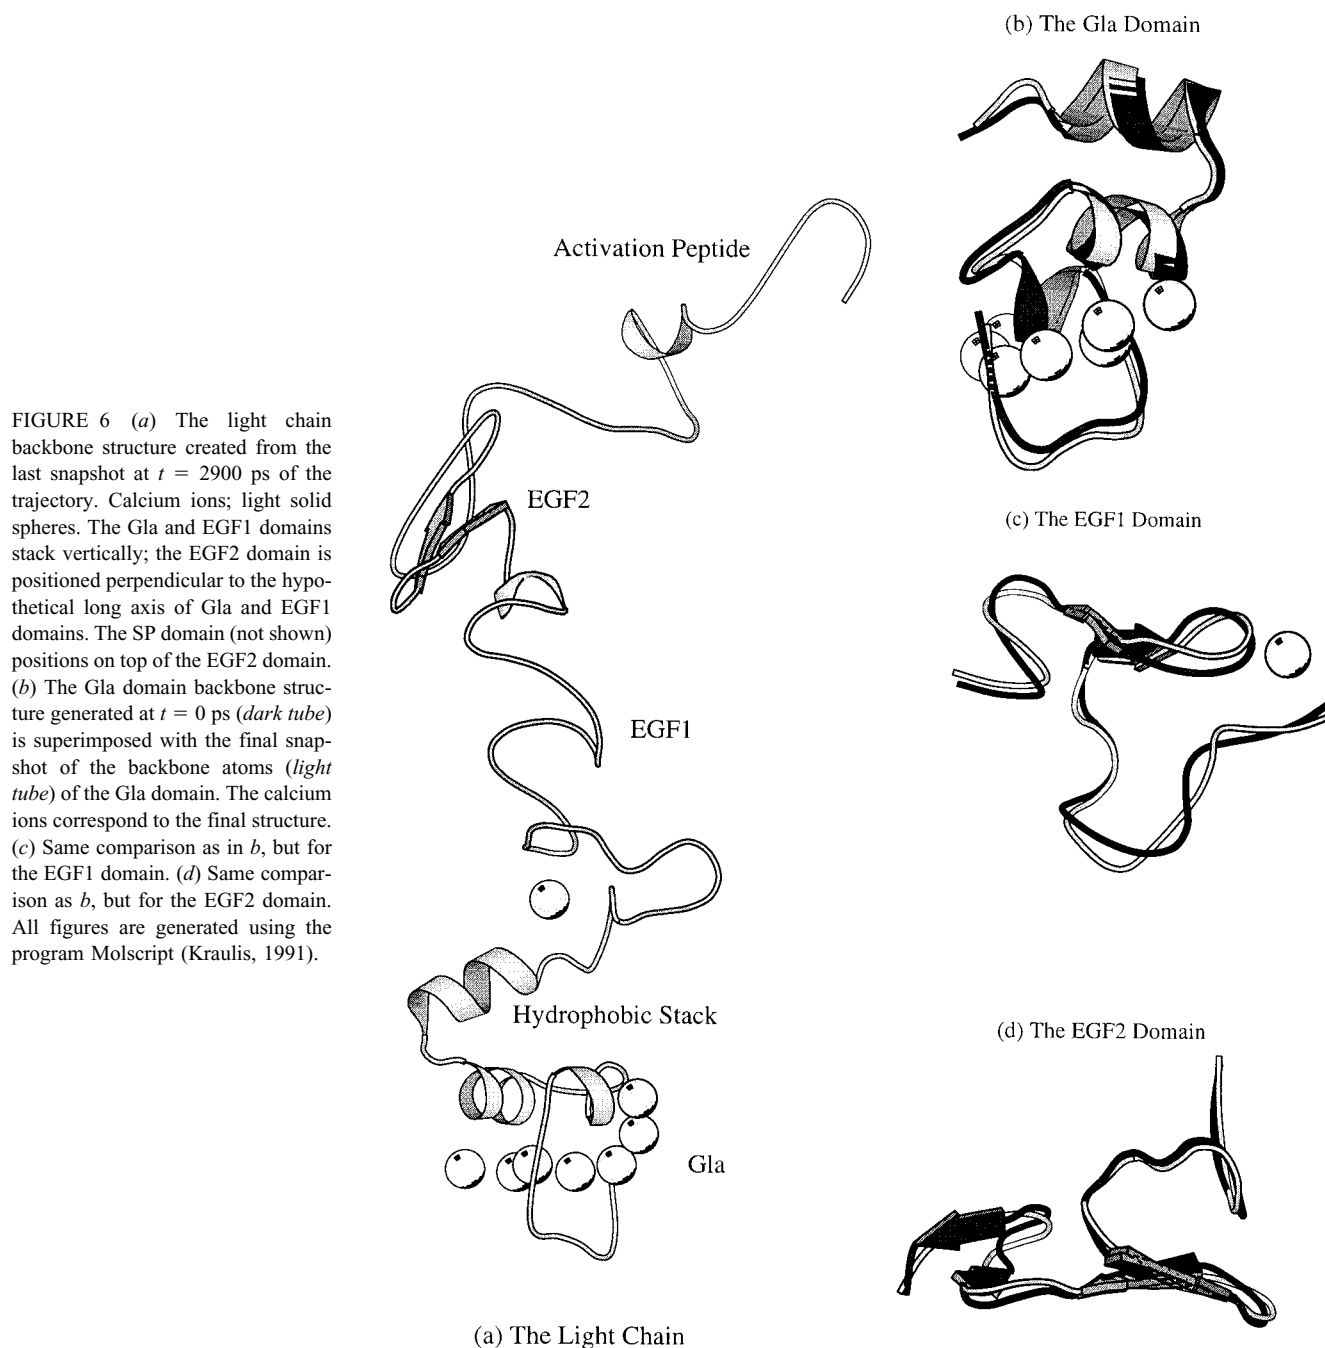 FIGURE 6 (a) The light chain
backbone structure created from the
last snapshot at t = 2900 ps of the
trajectory. Calcium ions; light solid
spheres. The Gla and EGF1 domains
stack vertically; the EGF2 domain is
positioned perpendicular to the hypo-
thetical long axis of Gla and EGF1
domains. The SP domain (not shown)
positions on top of the EGF2 domain.
(b) The Gla domain backbone struc-
ture generated at t = 0 ps (dark tube)
is superimposed with the final snap-
shot of the backbone atoms (light
tube) of the Gla domain. The calcium
ions correspond to the final structure.
(c) Same comparison as in b, but for
the EGF1 domain. (d) Same compar-
ison as b, but for the EGF2 domain.
All figures are generated using the
program Molscript (Kraulis, 1991).
Activation Peptide
EGF2
EGF1
Hydrophobic Stack
Gla
(a) The Light Chain
(b) The Gla Domain
(c) The EGF1 Domain
(d) The EGF2 Domain